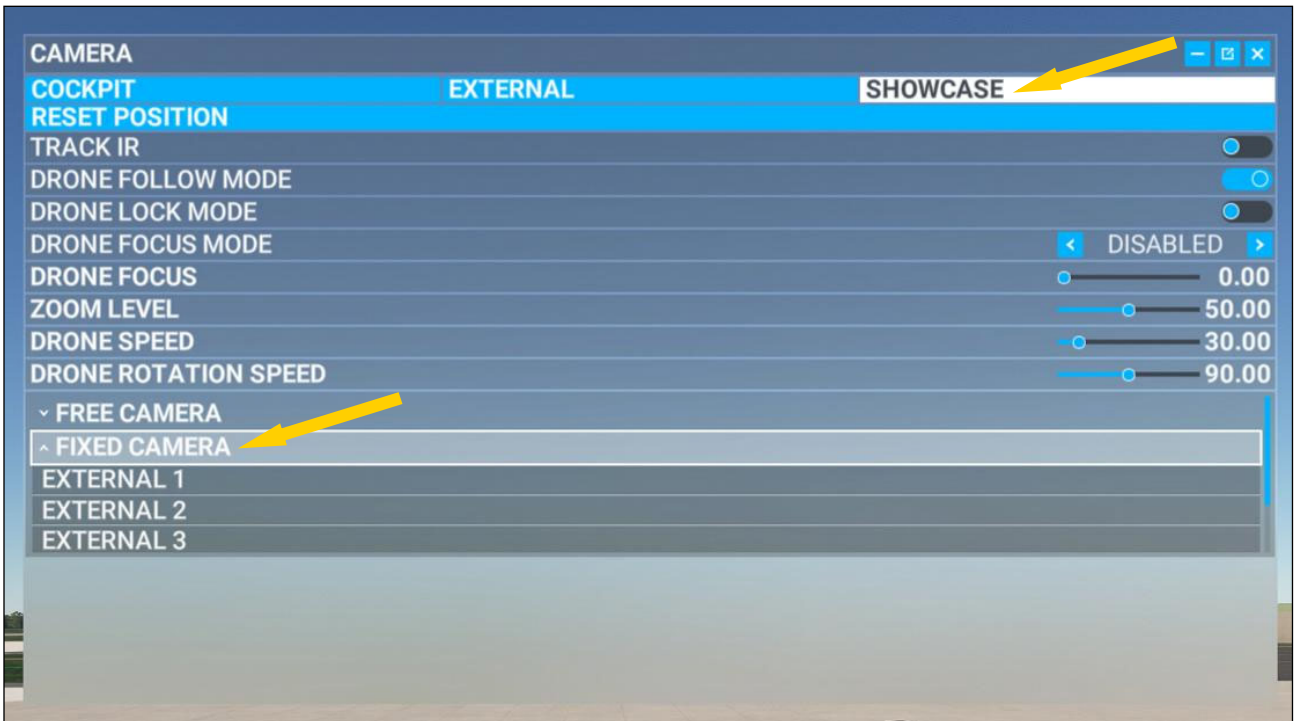 CAMERA
COCKPIT EXTERNAL SHOWCASE
RESET POSITION
TRACK IR
DRONE FOLLOW MODE
DRONE LOCK MODE
DRONE FOCUS MODE < DISABLED >
DRONE FOCUS 0.00
ZOOM LEVEL 50.00
DRONE SPEED 30.00
DRONE ROTATION SPEED 90.00
FREE CAMERA
FIXED CAMERA
EXTERNAL 1
EXTERNAL 2
EXTERNAL 3